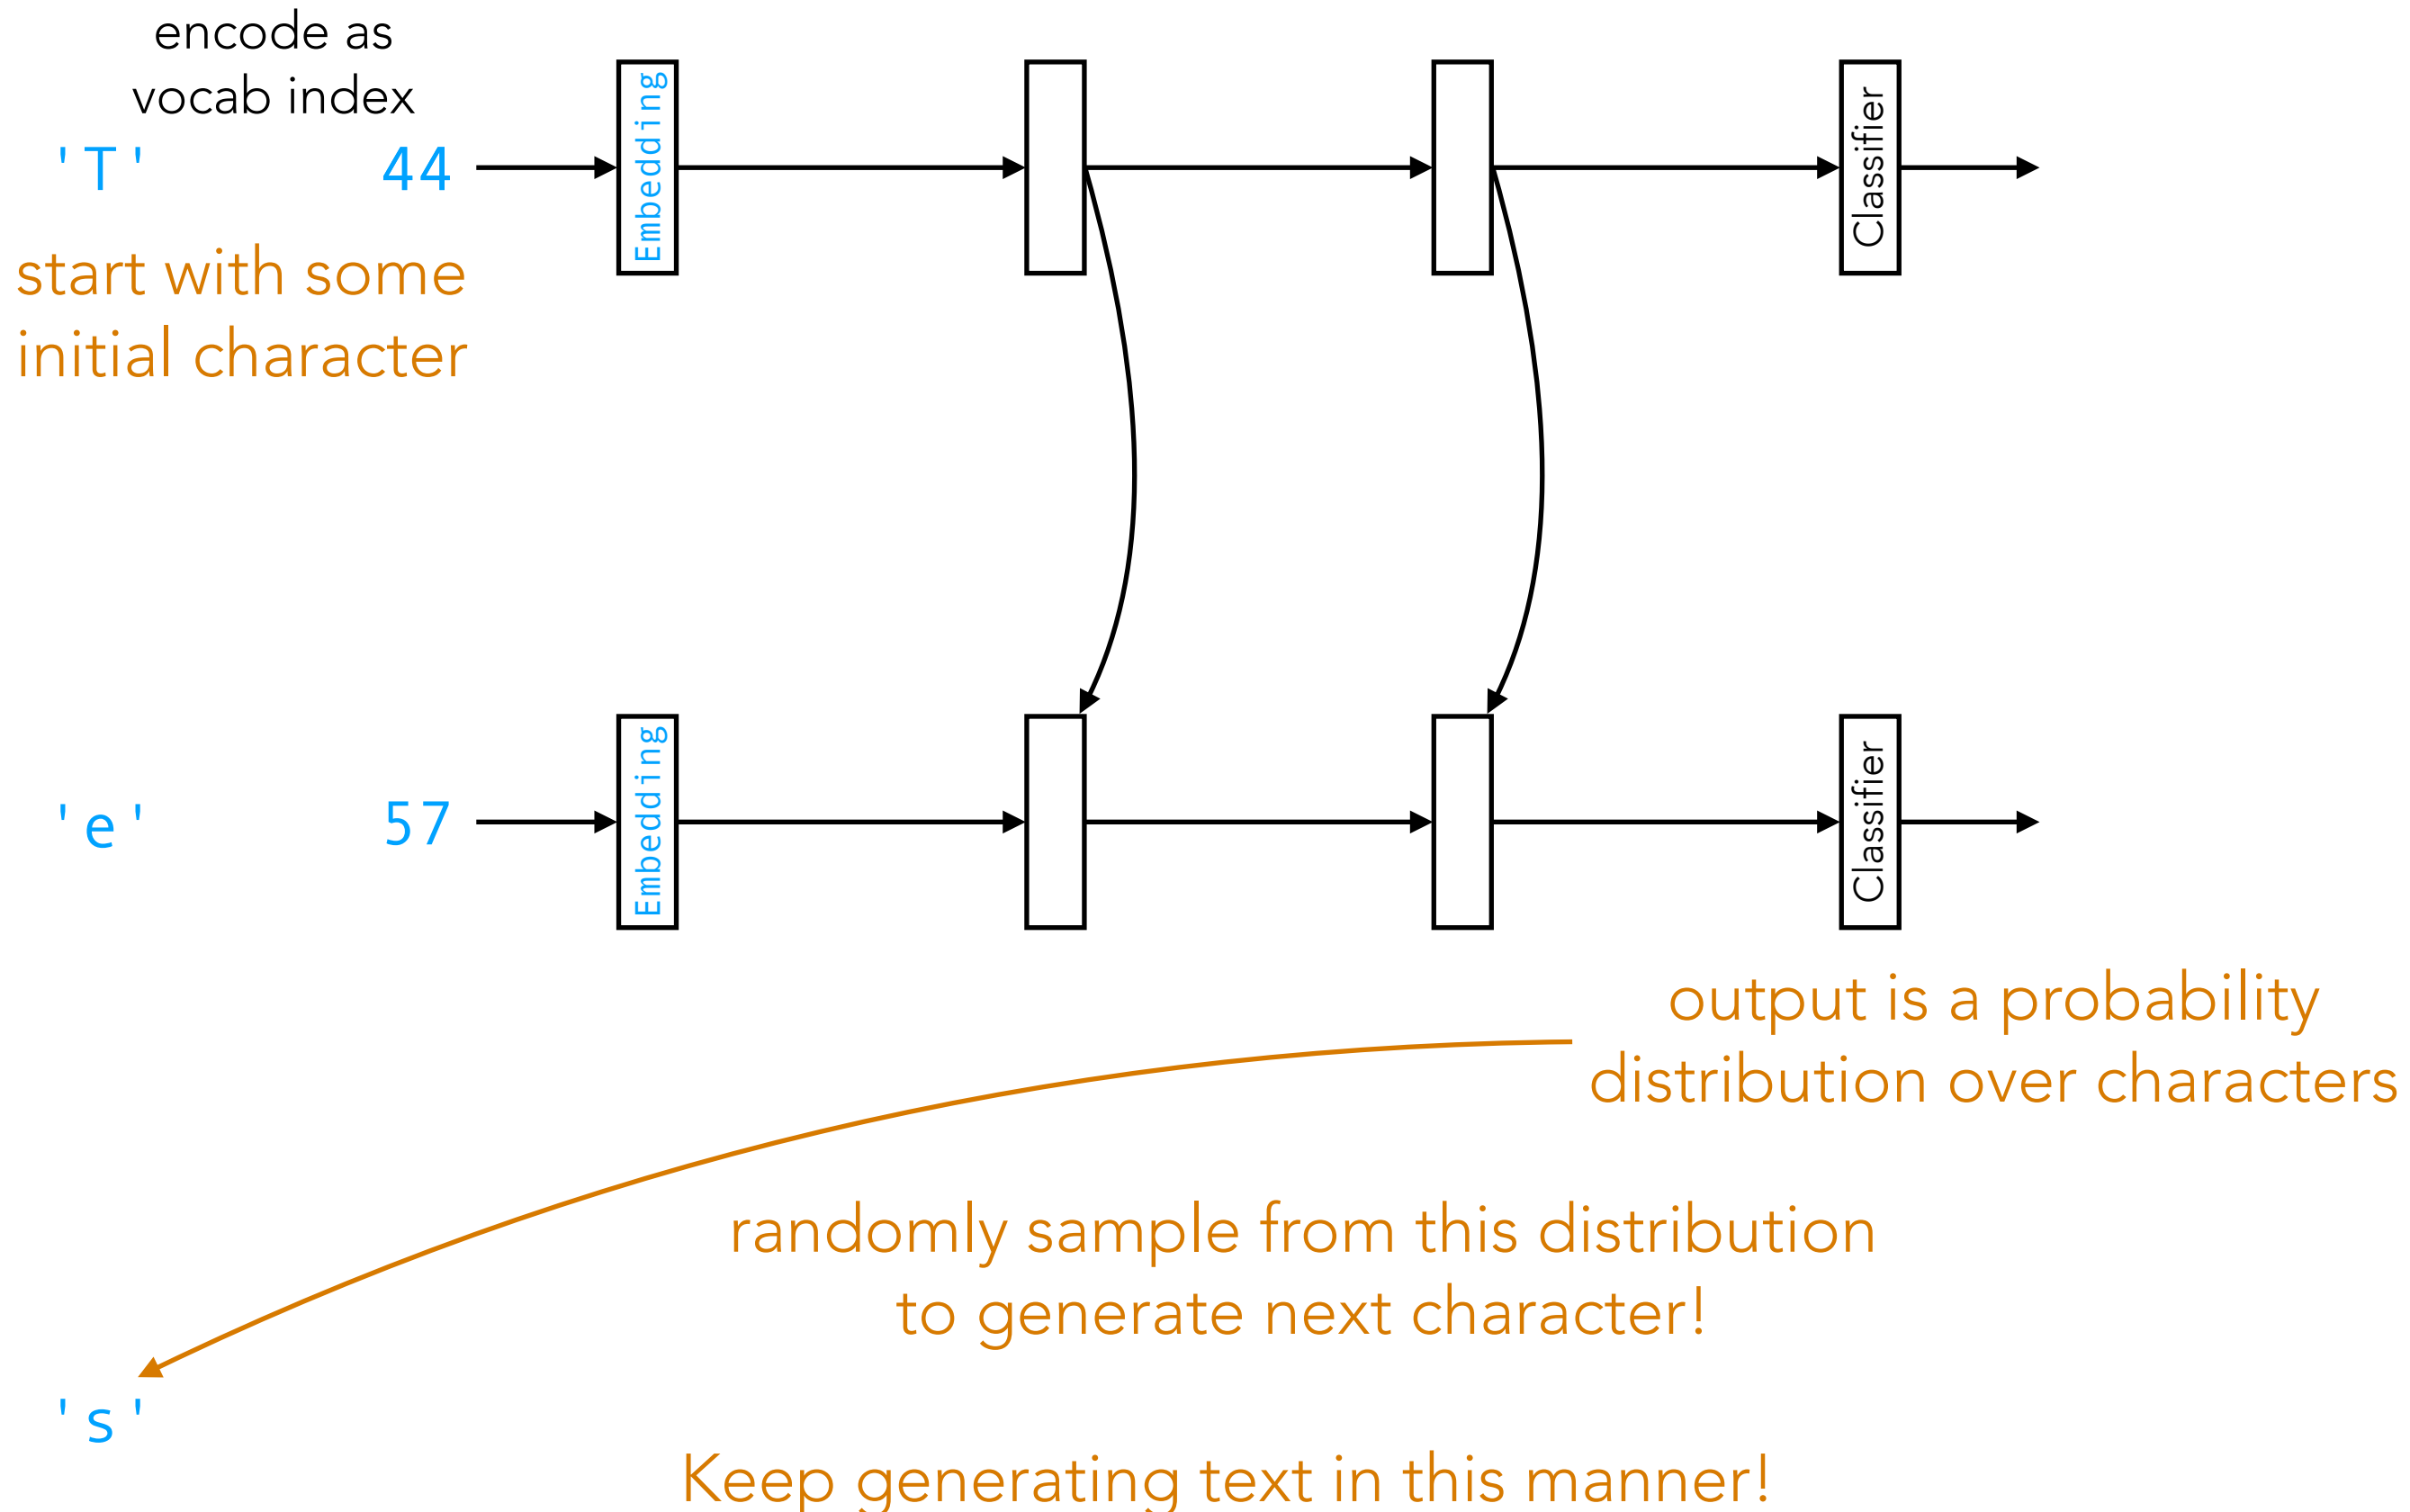 encode as
vocab index
'T' 44
Embedding
Classifier
start with some
initial character
'e' 57
Embedding
Classifier
output is a probability
distribution over characters
randomly sample from this distribution
to generate next character!
's'
Keep generating text in this manner!